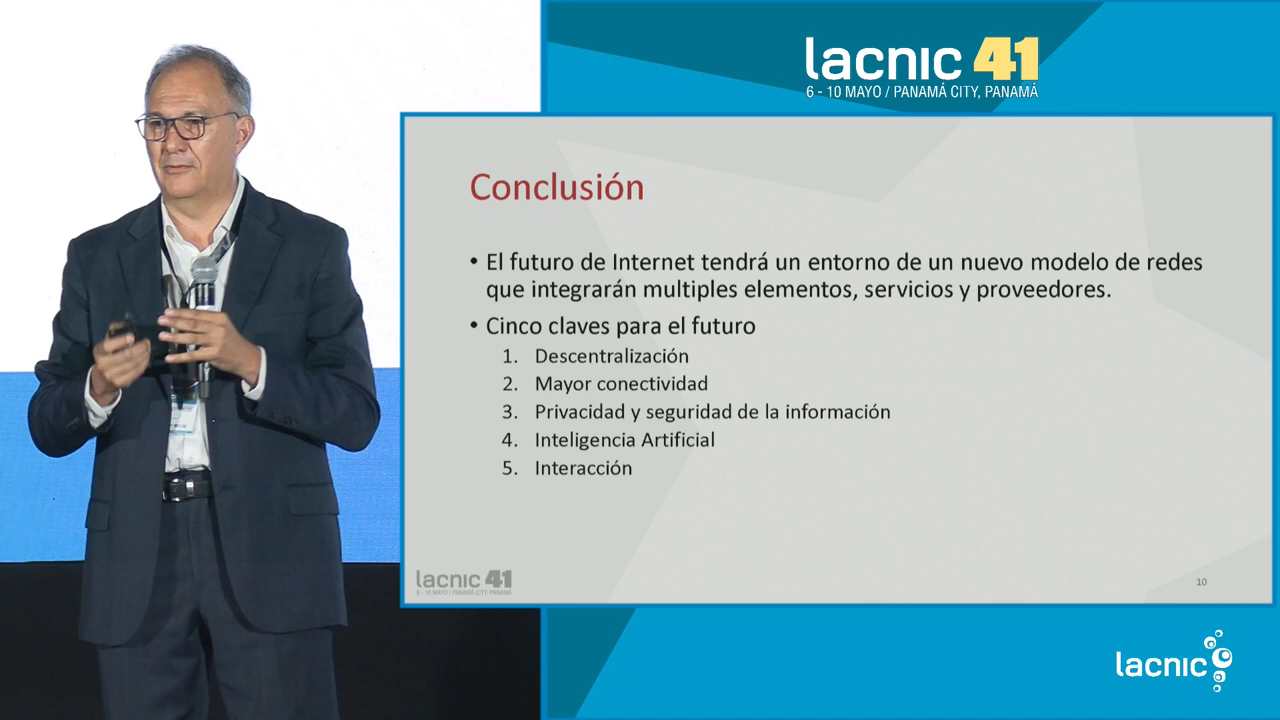 lacnic 41
6 - 10 MAYO / PANAMÁ CITY, PANAMÁ
Conclusión
• El futuro de Internet tendrá un entorno de un nuevo modelo de redes
que integrarán multiples elementos, servicios y proveedores.
• Cinco claves para el futuro
1. Descentralización
2. Mayor conectividad
3. Privacidad y seguridad de la información
4. Inteligencia Artificial
5. Interacción
lacnic 41
6 - 10 MAYO / PANAMÁ CITY, PANAMÁ
10
lacnic